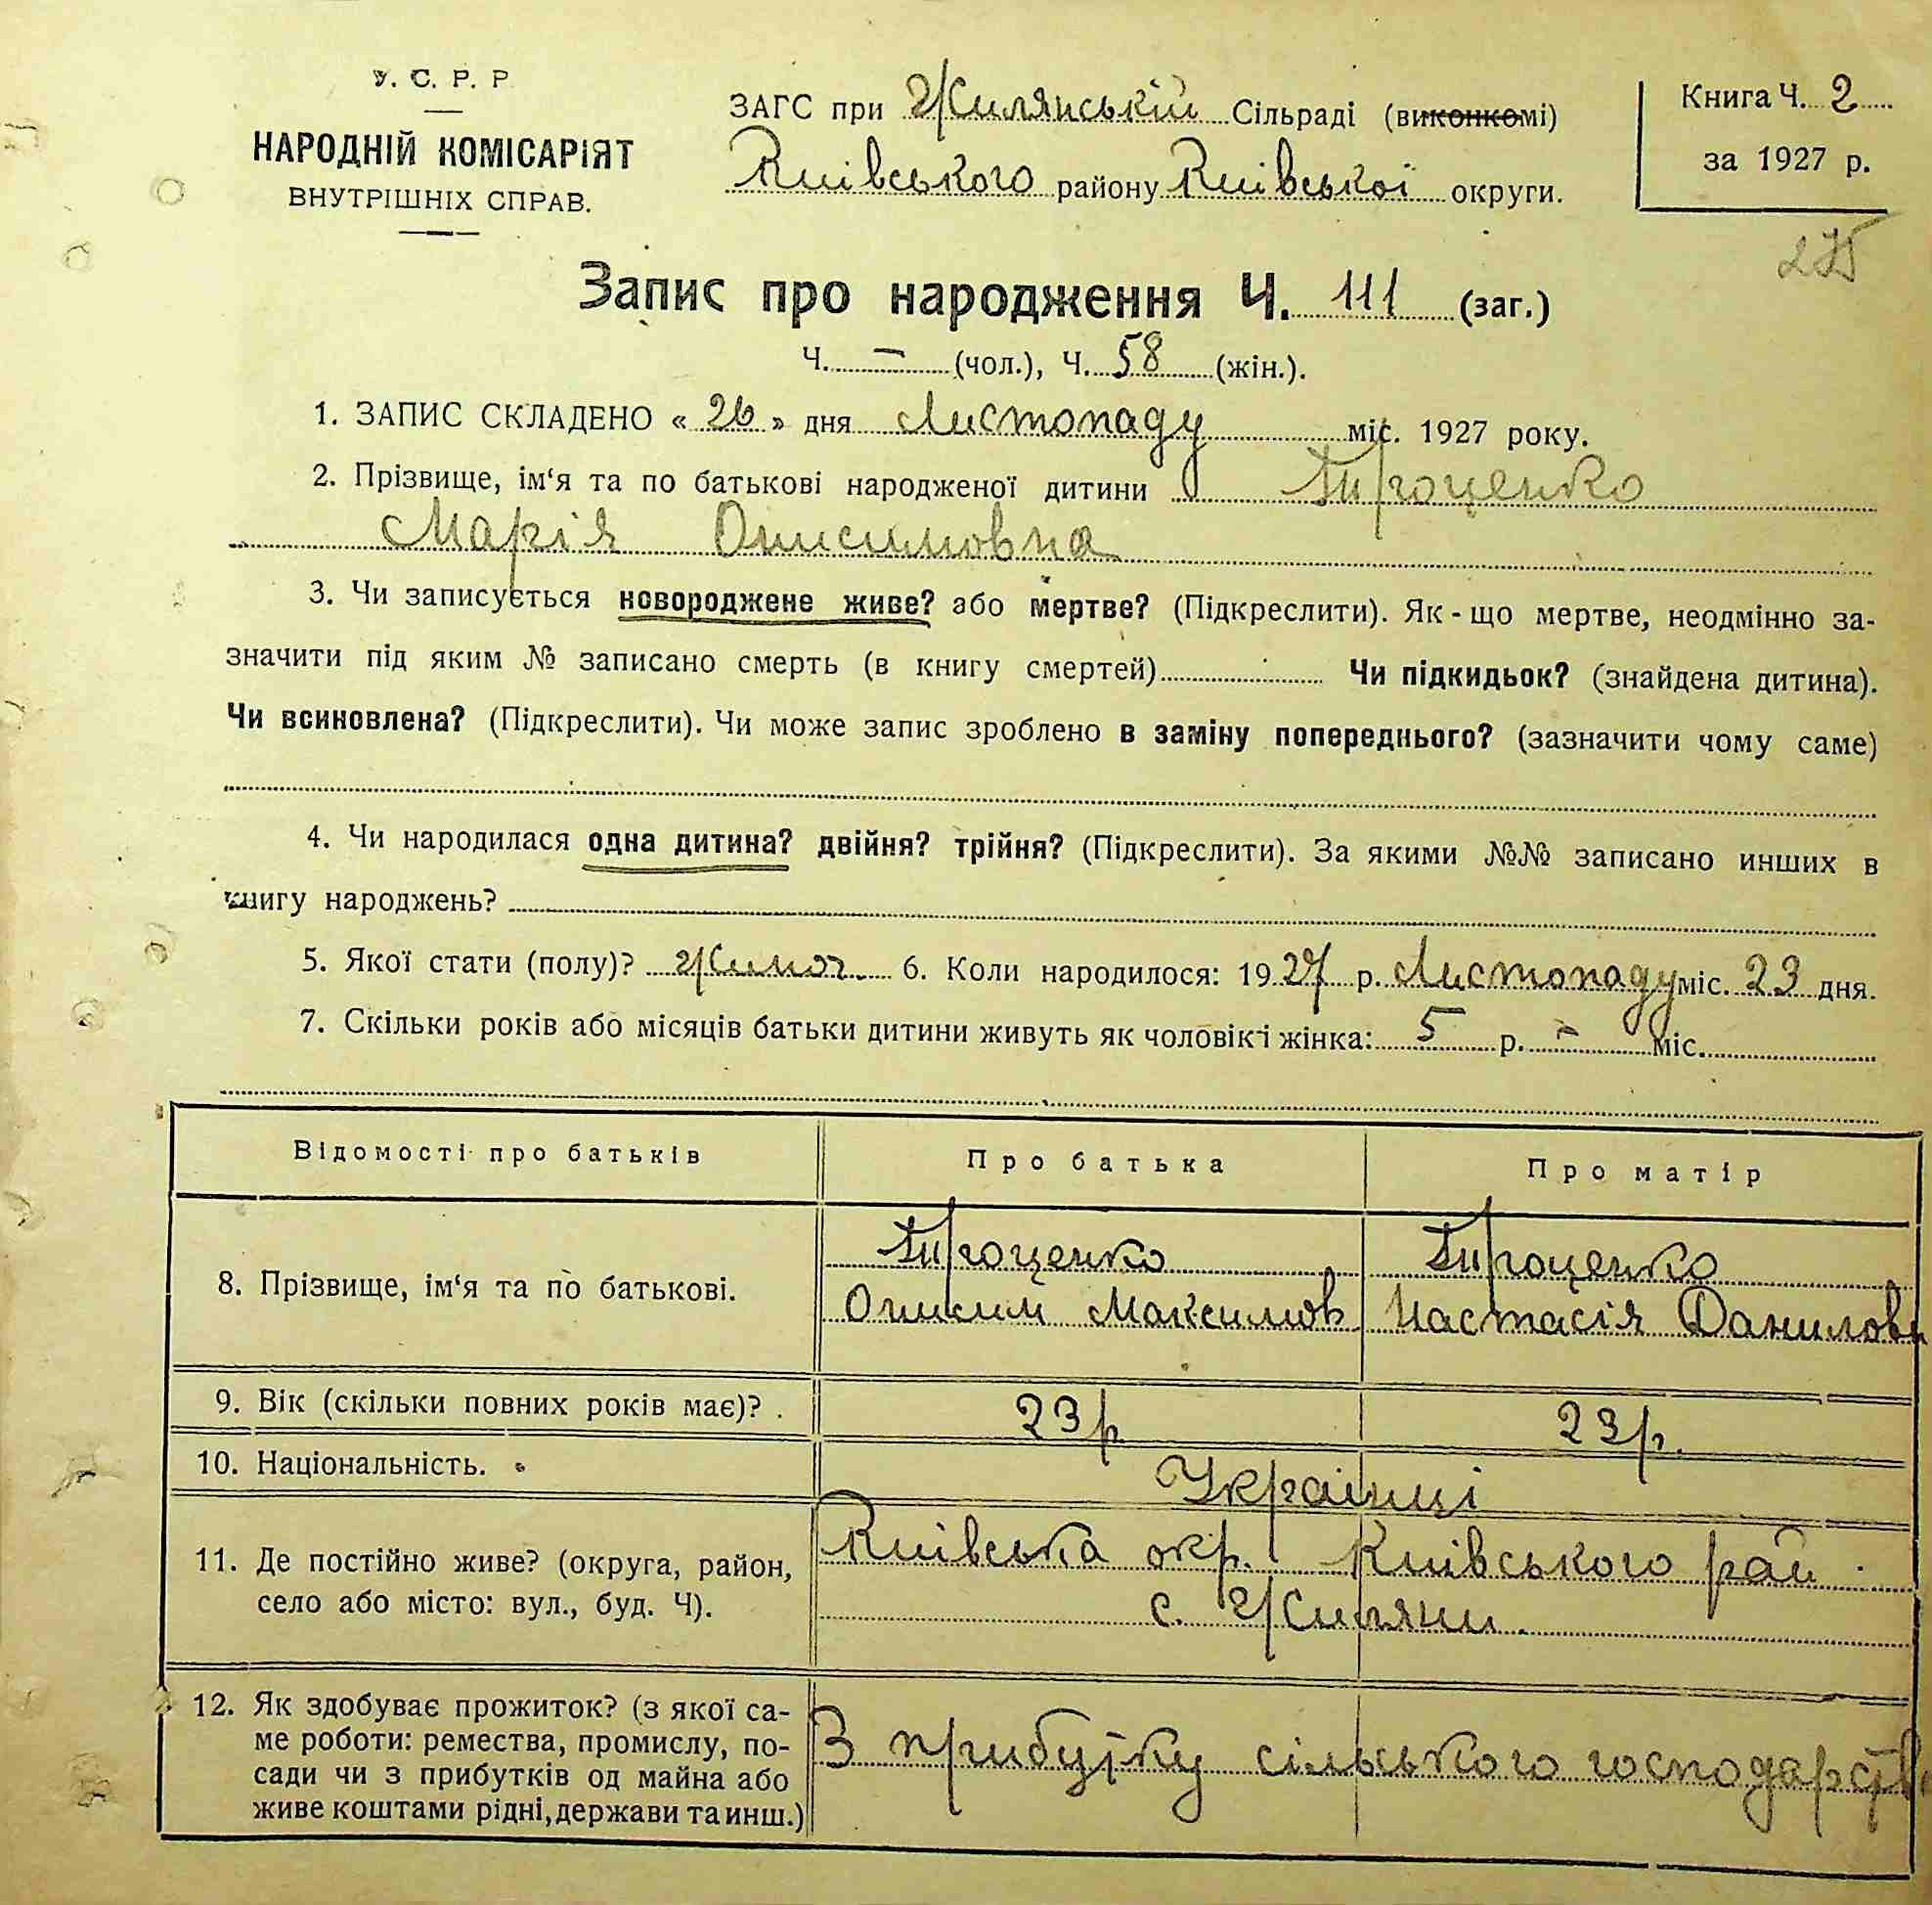 У. С. Р. Р
НАРОДНІЙ КОМІСАРІЯТ
ВНУТРІШНІХ СПРАВ.
ЗАГС при Жилянській Сільраді (виконкомі)
Київського району Київської округи.
Книга Ч. 2
за 1927 р.
275
Запис про народження Ч. 111 (заг.)
Ч. — (чол.), Ч. 58 (жін.).
1. ЗАПИС СКЛАДЕНО « 26 » дня Листопаду міс. 1927 року.
2. Прізвище, ім‘я та по батькові народженої дитини Проценко
Марія Онисимовна
3. Чи записується новороджене живе? або мертве? (Підкреслити). Як - що мертве, неодмінно за-
значити під яким № записано смерть (в книгу смертей) Чи підкидьок? (знайдена дитина).
Чи всиновлена? (Підкреслити). Чи може запис зроблено в заміну попереднього? (зазначити чому саме)
4. Чи народилася одна дитина? двійня? трійня? (Підкреслити). За якими №№ записано инших в
книгу народжень?
5. Якої стати (полу)? Жиноч. 6. Коли народилося: 1927 р. Листопаду міс. 23 дня.
7. Скільки років або місяців батьки дитини живуть як чоловік і жінка: 5 р. – міс.
Відомості про батьків Про батька Про матір
8. Прізвище, ім‘я та по батькові.
Проценко
Онисим Максимов
Проценко
Настасія Данилов
9. Вік (скільки повних років має)? . 23 р 23 р.
10. Національність. Українці
11. Де постійно живе? (округа, район,
село або місто: вул., буд. Ч).
Київська окр. Київського рай
с. Жиляни.
12. Як здобуває прожиток? (з якої са-
ме роботи: ремества, промислу, по-
сади чи з прибутків од майна або
живе коштами рідні, держави та инш.)
З прибутку сільського господарств